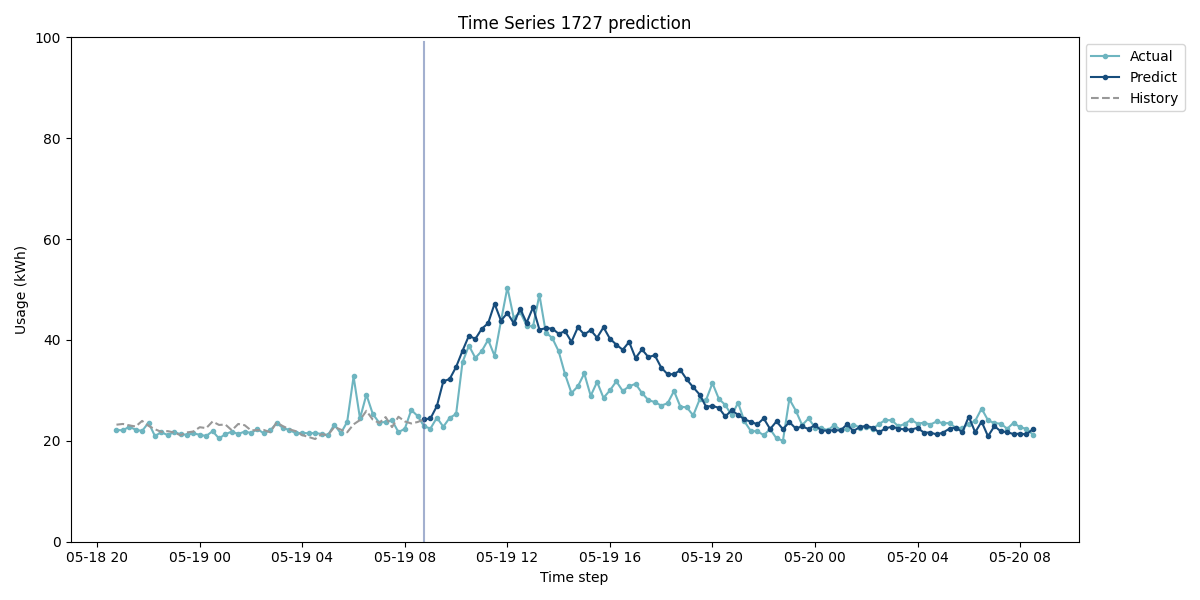 Time Series 1727 prediction
100
80
60
40
20
0
Usage (kWh)
05-18 20
05-19 00
05-19 04
05-19 08
05-19 12
05-19 16
05-19 20
05-20 00
05-20 04
05-20 08
Time step
Actual
Predict
History